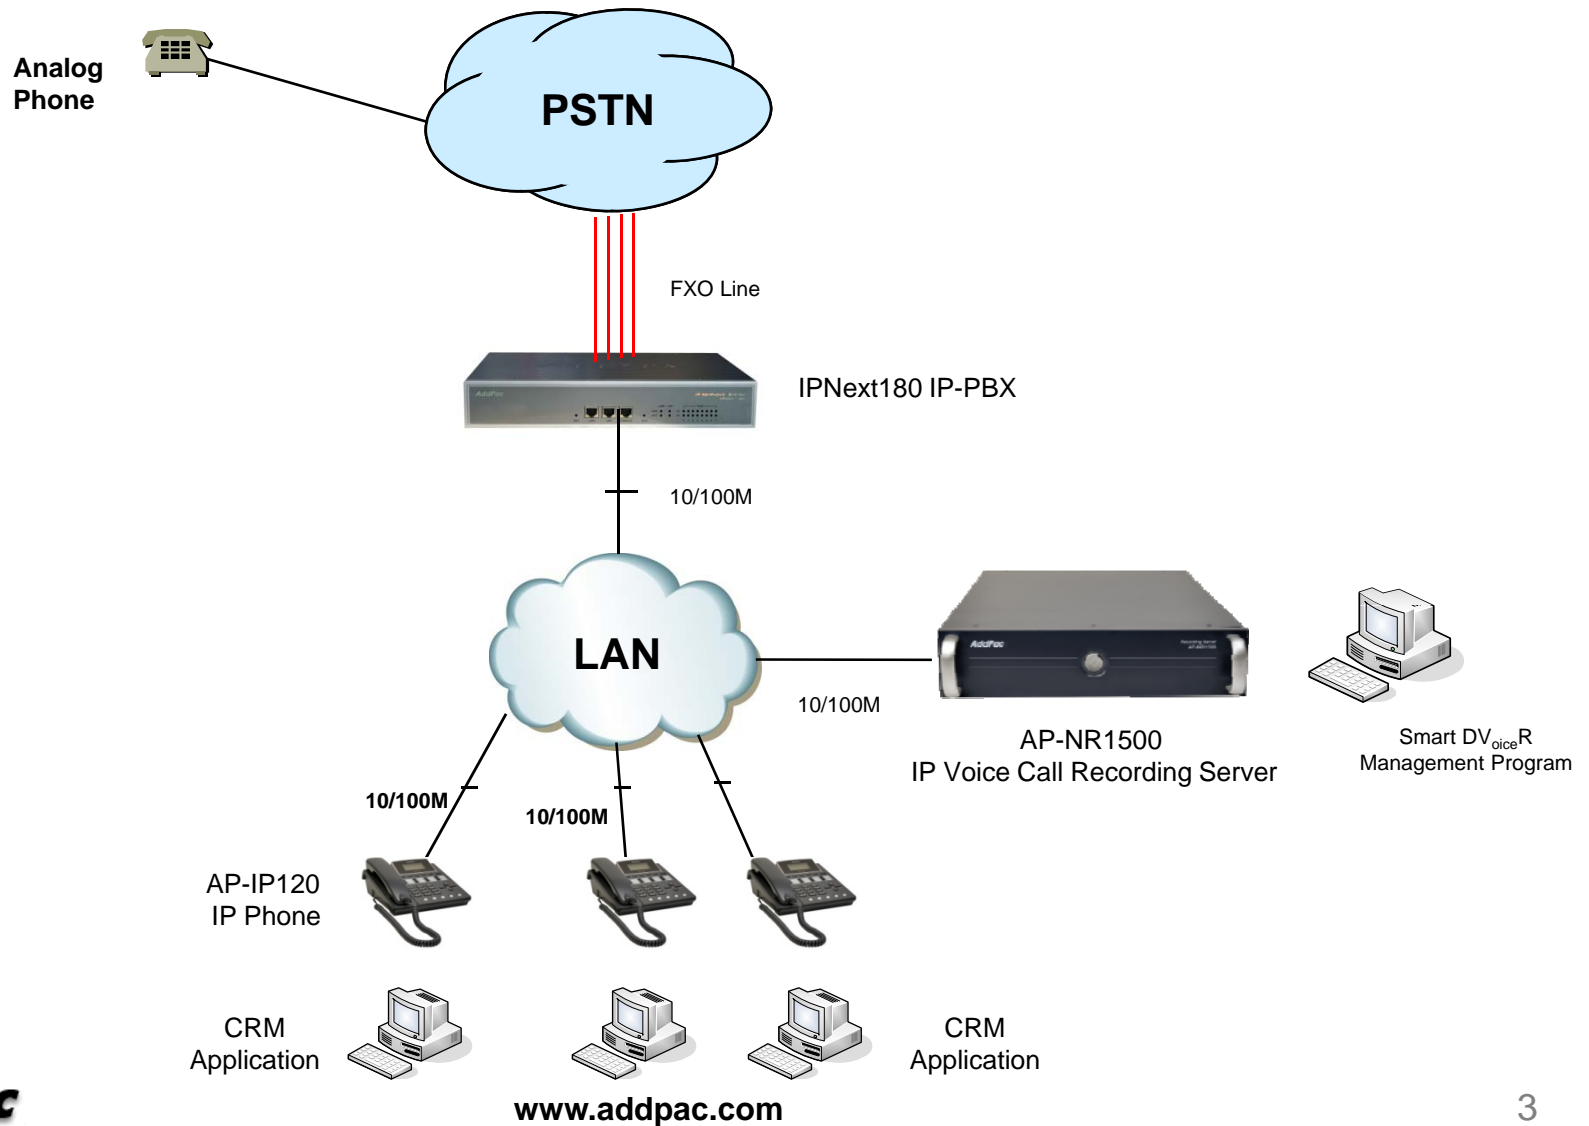 Analog
Phone
PSTN
FXO Line
AddPac
IPNext180 IP-PBX
10/100M
LAN
AddPac
10/100M
AP-NR1500
IP Voice Call Recording Server
Smart DVoiceR
Management Program
10/100M
10/100M
AP-IP120
IP Phone
CRM
Application
CRM
Application
www.addpac.com
3